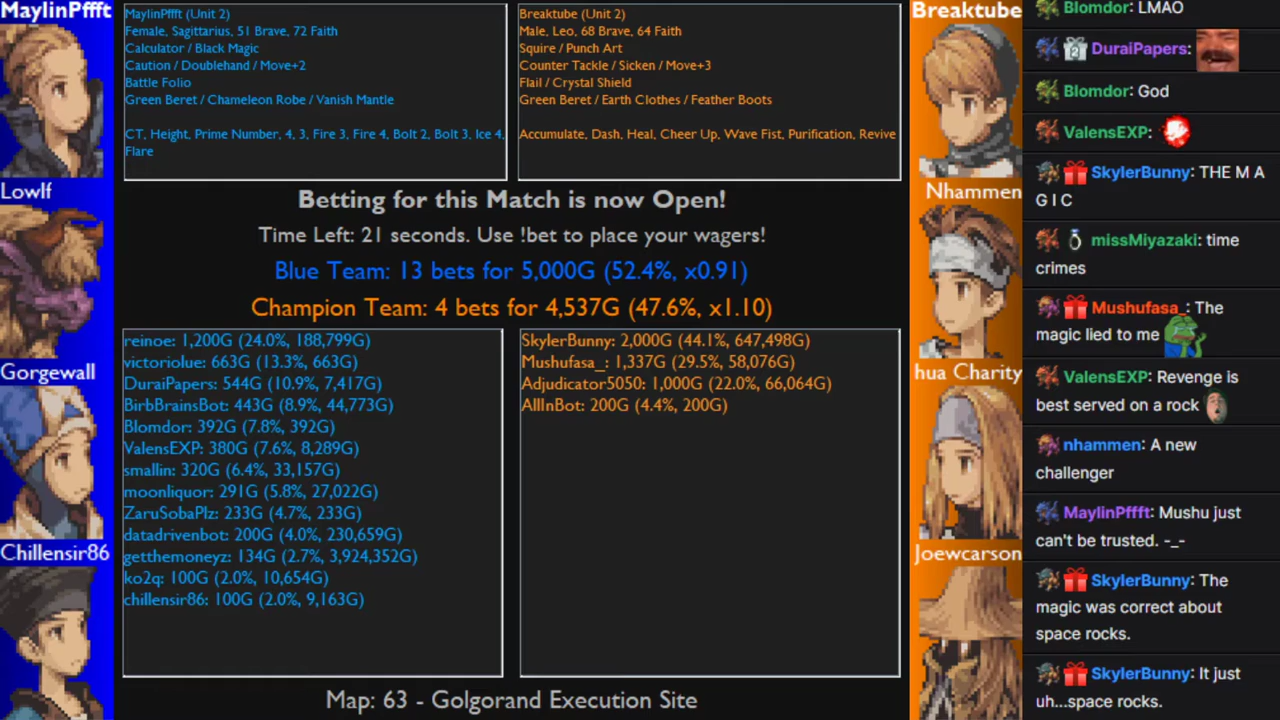 MaylinPffft
MaylinPffft (Unit 2)
Female, Sagittarius, 51 Brave, 72 Faith
Calculator / Black Magic
Caution / Doublehand / Move+2
Battle Folio
Green Beret / Chameleon Robe / Vanish Mantle
CT, Height, Prime Number, 4, 3, Fire 3, Fire 4, Bolt 2, Bolt 3, Ice 4,
Flare
Breaktube (Unit 2)
Male, Leo, 68 Brave, 64 Faith
Squire / Punch Art
Counter Tackle / Sicken / Move+3
Flail / Crystal Shield
Green Beret / Earth Clothes / Feather Boots
Accumulate, Dash, Heal, Cheer Up, Wave Fist, Purification, Revive
Breaktube
Lowlf
Nhammen
Gorgewall
hua Charity
Chillensir86
Joewcarson
Betting for this Match is now Open!
Time Left: 21 seconds. Use !bet to place your wagers!
Blue Team: 13 bets for 5,000G (52.4%, x0.91)
Champion Team: 4 bets for 4,537G (47.6%, x1.10)
reinoe: 1,200G (24.0%, 188,799G)
victoriolue: 663G (13.3%, 663G)
DuraiPapers: 544G (10.9%, 7,417G)
BirbBrainsBot: 443G (8.9%, 44,773G)
Blomdor: 392G (7.8%, 392G)
ValensEXP: 380G (7.6%, 8,289G)
smallin: 320G (6.4%, 33,157G)
moonliquor: 291G (5.8%, 27,022G)
ZaruSobaPlz: 233G (4.7%, 233G)
datadrivenbot: 200G (4.0%, 230,659G)
getthemoneyz: 134G (2.7%, 3,924,352G)
ko2q: 100G (2.0%, 10,654G)
chillensir86: 100G (2.0%, 9,163G)
SkylerBunny: 2,000G (44.1%, 647,498G)
Mushufasa_: 1,337G (29.5%, 58,076G)
Adjudicator5050: 1,000G (22.0%, 66,064G)
AllInBot: 200G (4.4%, 200G)
Map: 63 - Golgorand Execution Site
Blomdor: LMAO
2 DuraiPapers:
Blomdor: God
ValensEXP:
SkylerBunny: THE M A
G I C
missMiyazaki: time
crimes
Mushufasa_: The
magic lied to me
ValensEXP: Revenge is
best served on a rock
nhammen: A new
challenger
MaylinPffft: Mushu just
can't be trusted. -_-
SkylerBunny: The
magic was correct about
space rocks.
SkylerBunny: It just
uh...space rocks.